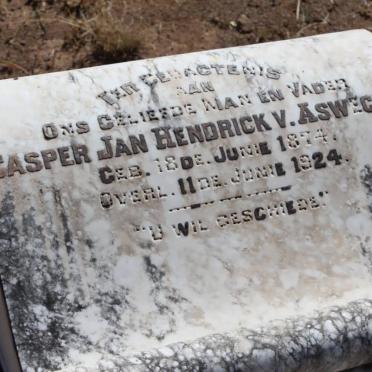 TER GEDACTENIS
AAN
ONS GELIEFDE MAN EN VADER
CASPER JAN HENDRICK V. ASWEG
GEB. 18DE. JUNIE 1874.
OVERL 11DE JUNIE 1924.
"U WIL GESCHIEDE"